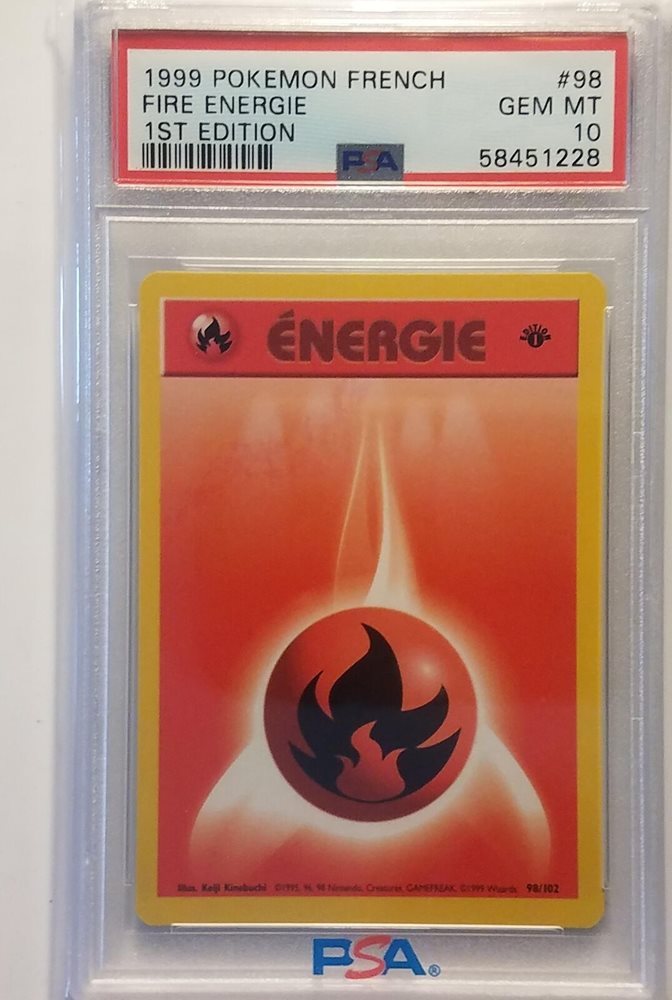 1999 POKEMON FRENCH #98
FIRE ENERGIE GEM MT
1ST EDITION 10
PSA 58451228
ÉNERGIE EDITION 1
Illus. Keiji Kinebuchi ©1995, 96, 98 Nintendo, Creatures, GAMEFREAK. ©1999 Wizards. 98/102
PSA®